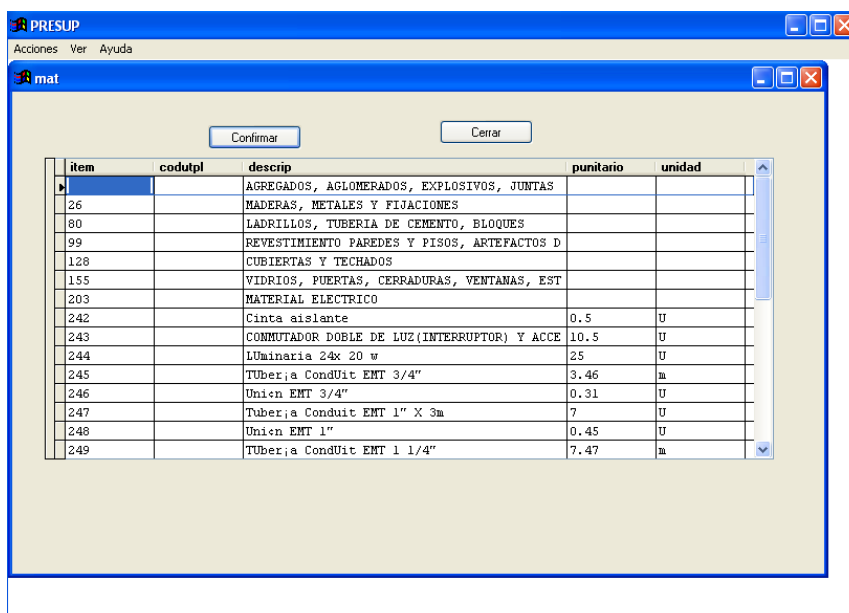 PRESUP
Acciones Ver Ayuda
mat
Confirmar Cerrar
item codutpl descrip punitario unidad
AGREGADOS, AGLOMERADOS, EXPLOSIVOS, JUNTAS
26 MADERAS, METALES Y FIJACIONES
80 LADRILLOS, TUBERIA DE CEMENTO, BLOQUES
99 REVESTIMIENTO PAREDES Y PISOS, ARTEFACTOS D
128 CUBIERTAS Y TECHADOS
155 VIDRIOS, PUERTAS, CERRADURAS, VENTANAS, EST
203 MATERIAL ELECTRICO
242 Cinta aislante 0.5 U
243 CONMUTADOR DOBLE DE LUZ(INTERRUPTOR) Y ACCE 10.5 U
244 LUminaria 24x 20 w 25 U
245 TUber¡a CondUit EMT 3/4" 3.46 m
246 Uni¢n EMT 3/4" 0.31 U
247 Tuber¡a Conduit EMT 1" X 3m 7 U
248 Uni¢n EMT 1" 0.45 U
249 TUber¡a CondUit EMT 1 1/4" 7.47 m